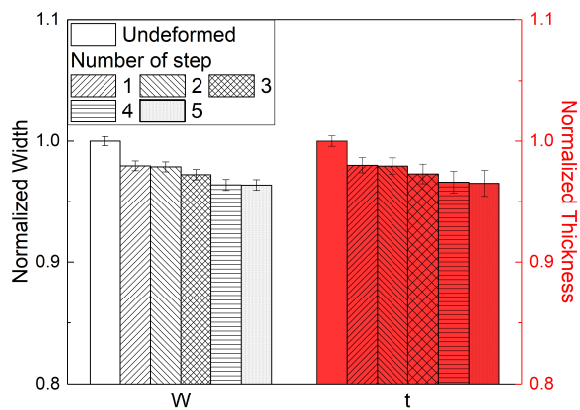 1.1
1.0
0.9
0.8
Normalized Width
Undeformed
Number of step
1 2 3
4 5
W
t
1.1
1.0
0.9
0.8
Normalized Thickness